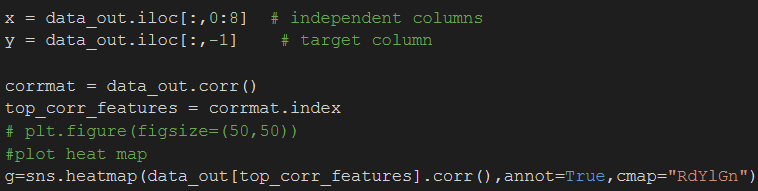 x = data_out.iloc[:,0:8]  # independent columns
y = data_out.iloc[:,-1]    # target column
corrmat = data_out.corr()
top_corr_features = corrmat.index
# plt.figure(figsize=(50,50))
#plot heat map
g=sns.heatmap(data_out[top_corr_features].corr(),annot=True,cmap="RdYlGn")